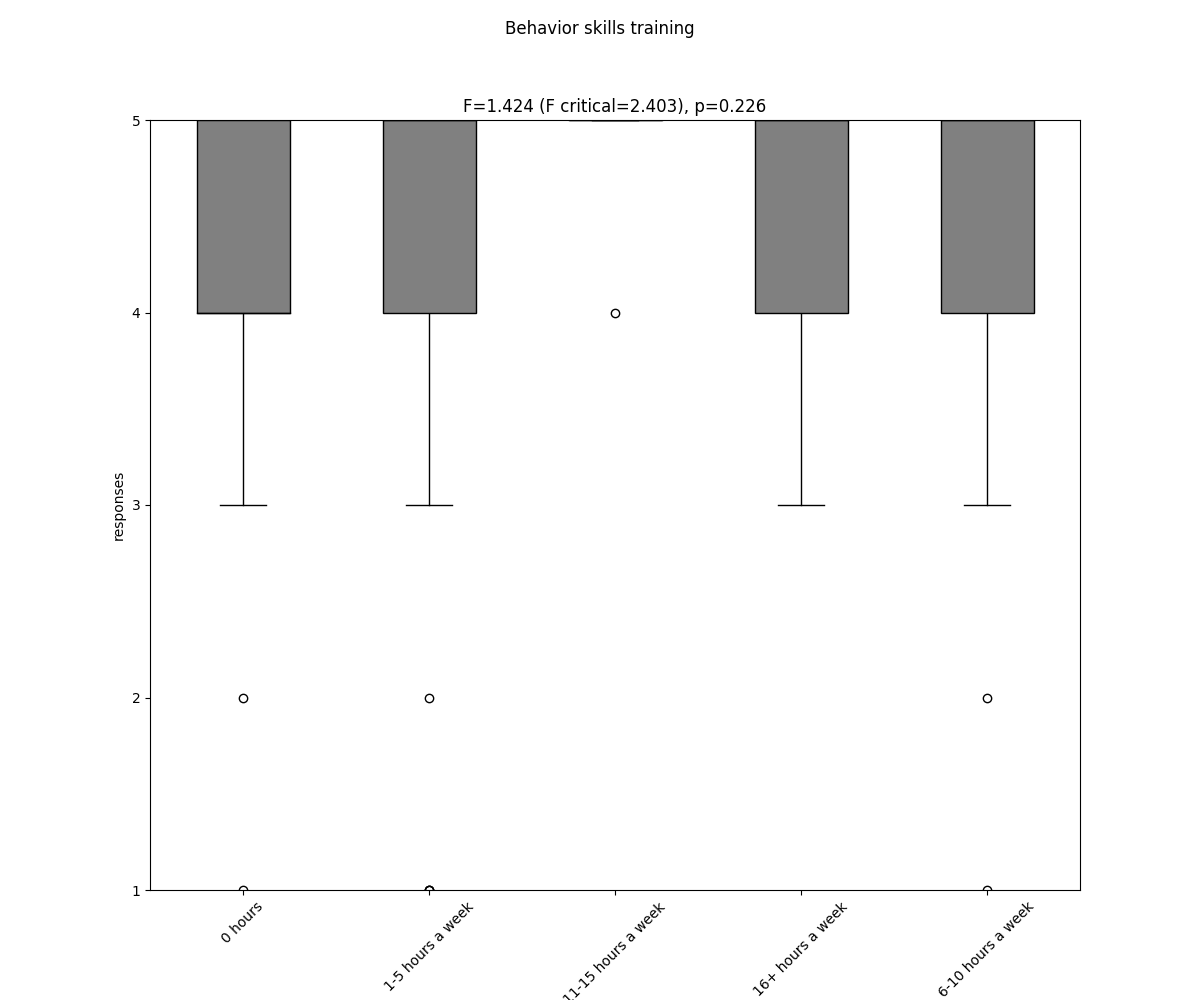 Behavior skills training
F=1.424 (F critical=2.403), p=0.226
responses
5
4
3
2
1
0 hours
1-5 hours a week
11-15 hours a week
16+ hours a week
6-10 hours a week